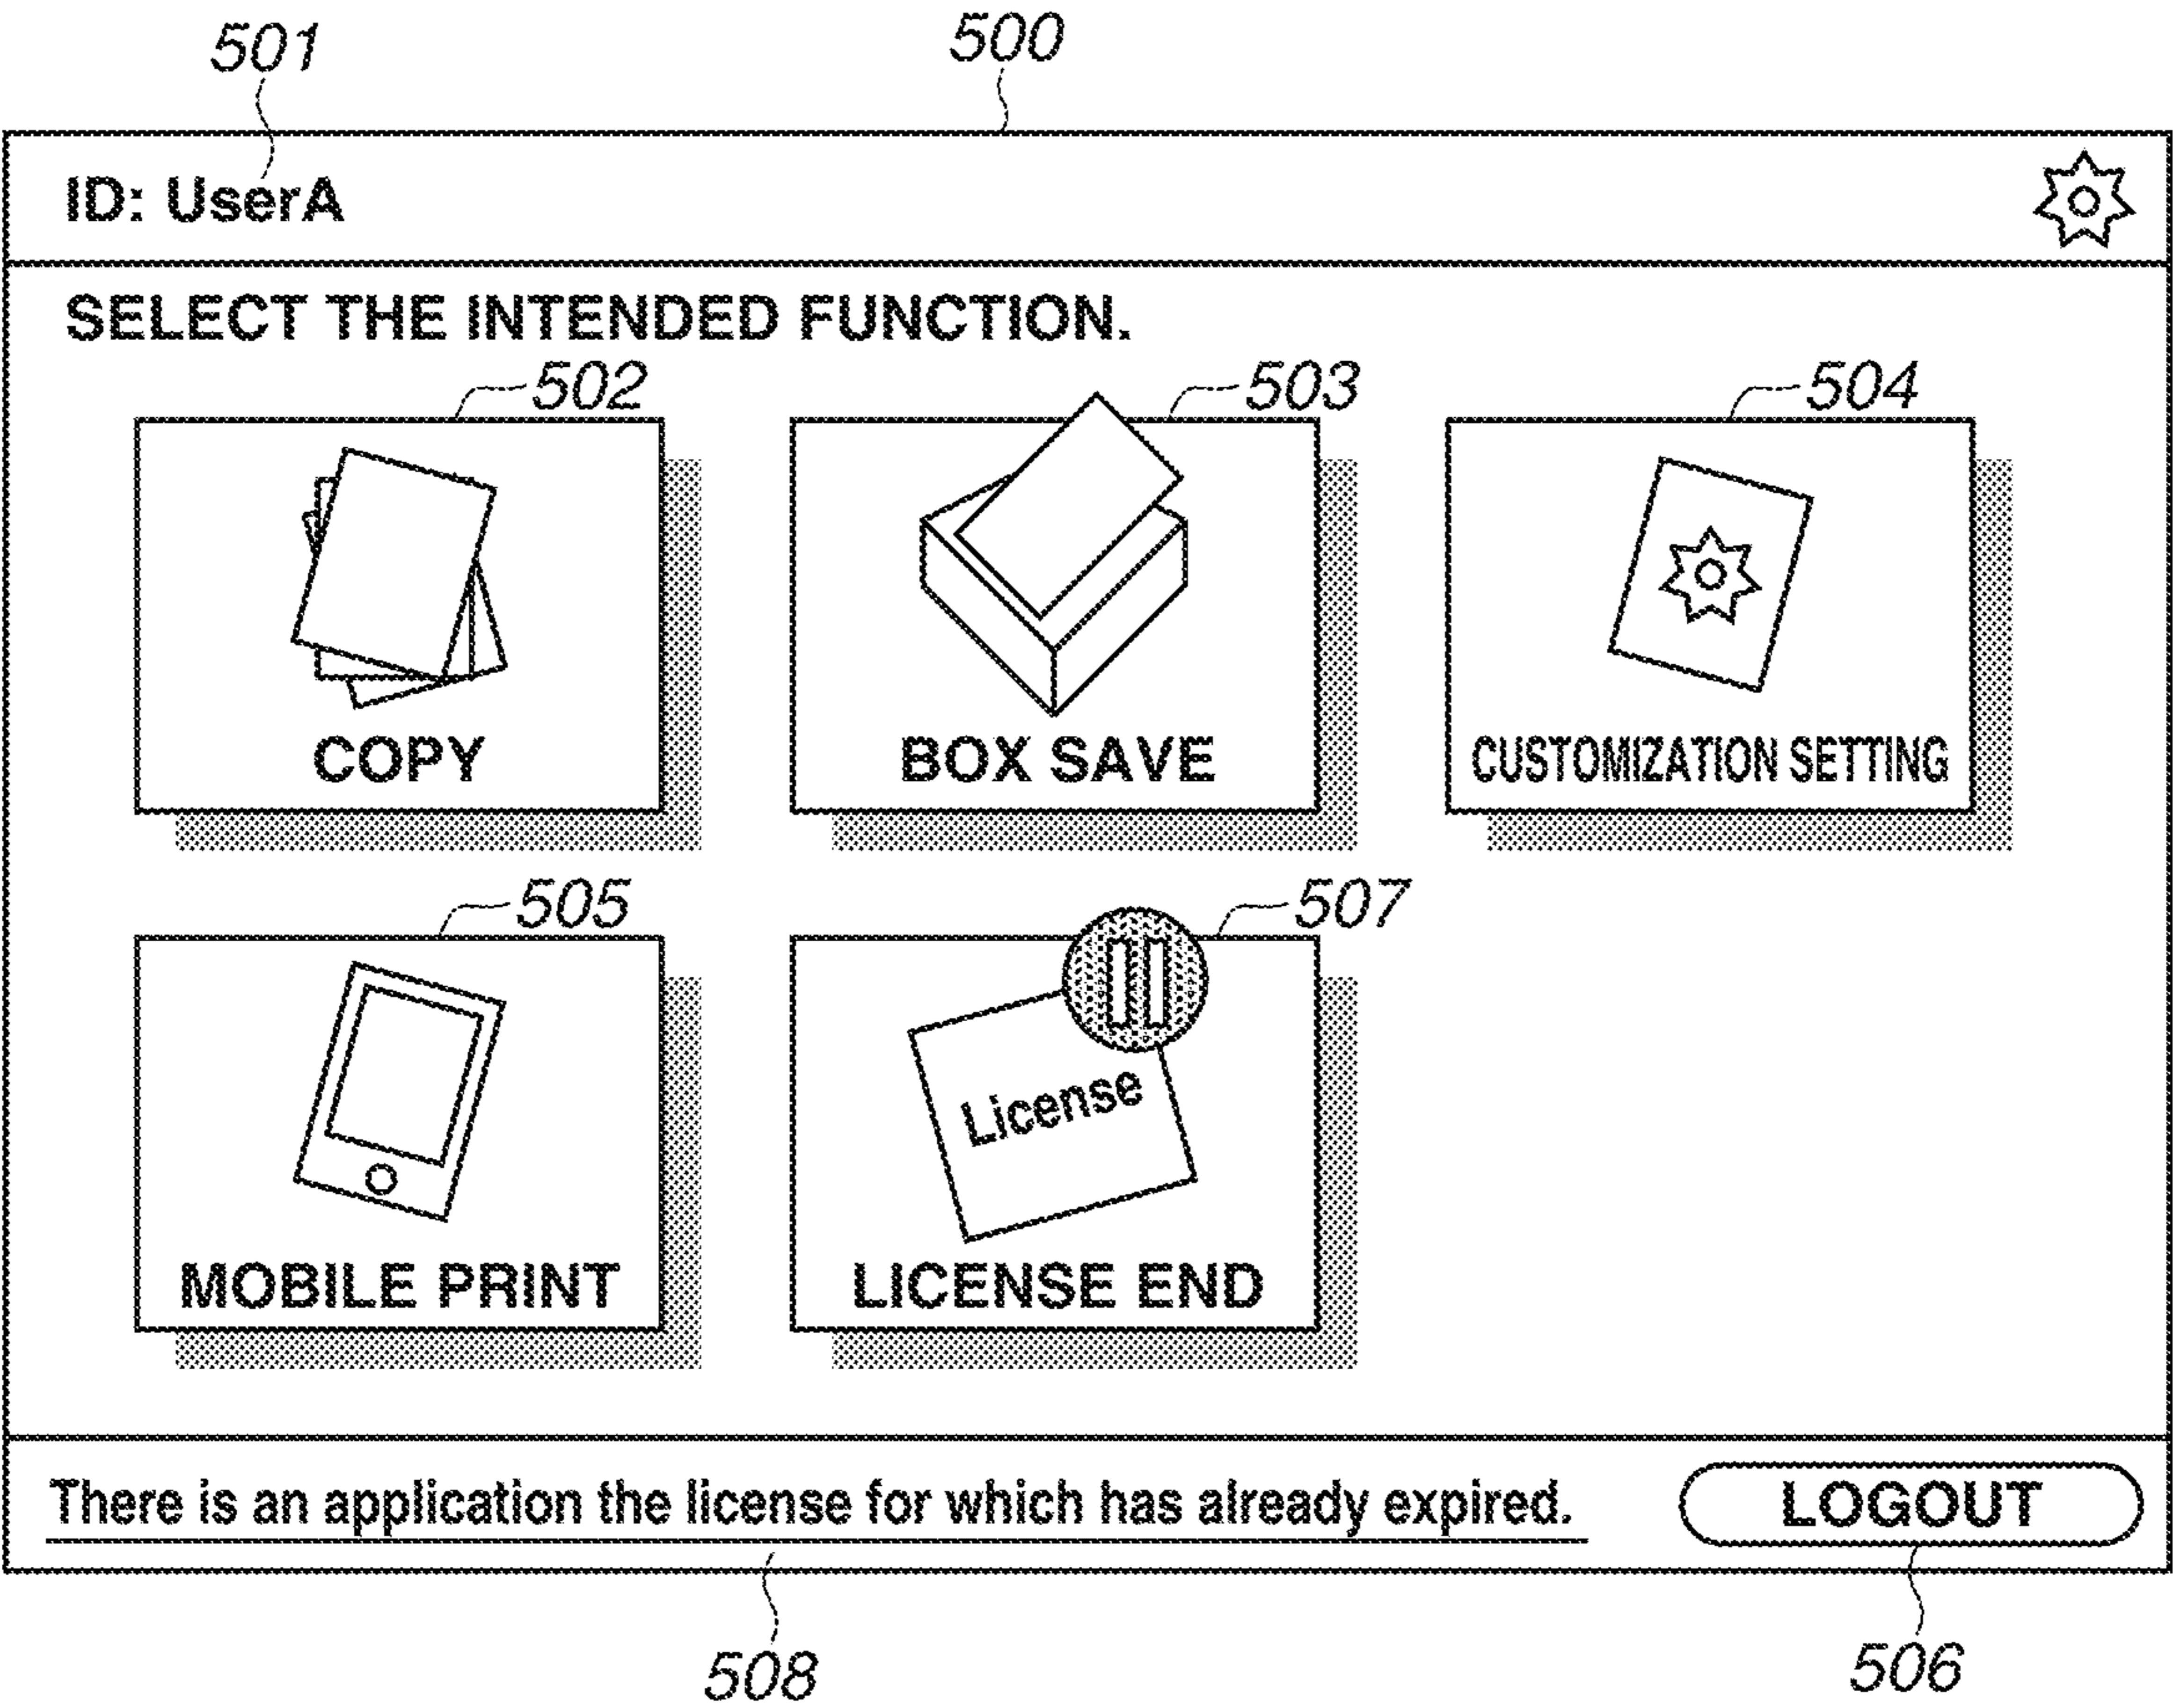 501
500
ID: UserA
SELECT THE INTENDED FUNCTION.
502
503
504
COPY
BOX SAVE
CUSTOMIZATION SETTING
505
507
License
MOBILE PRINT
LICENSE END
There is an application the license for which has already expired.
LOGOUT
508
506